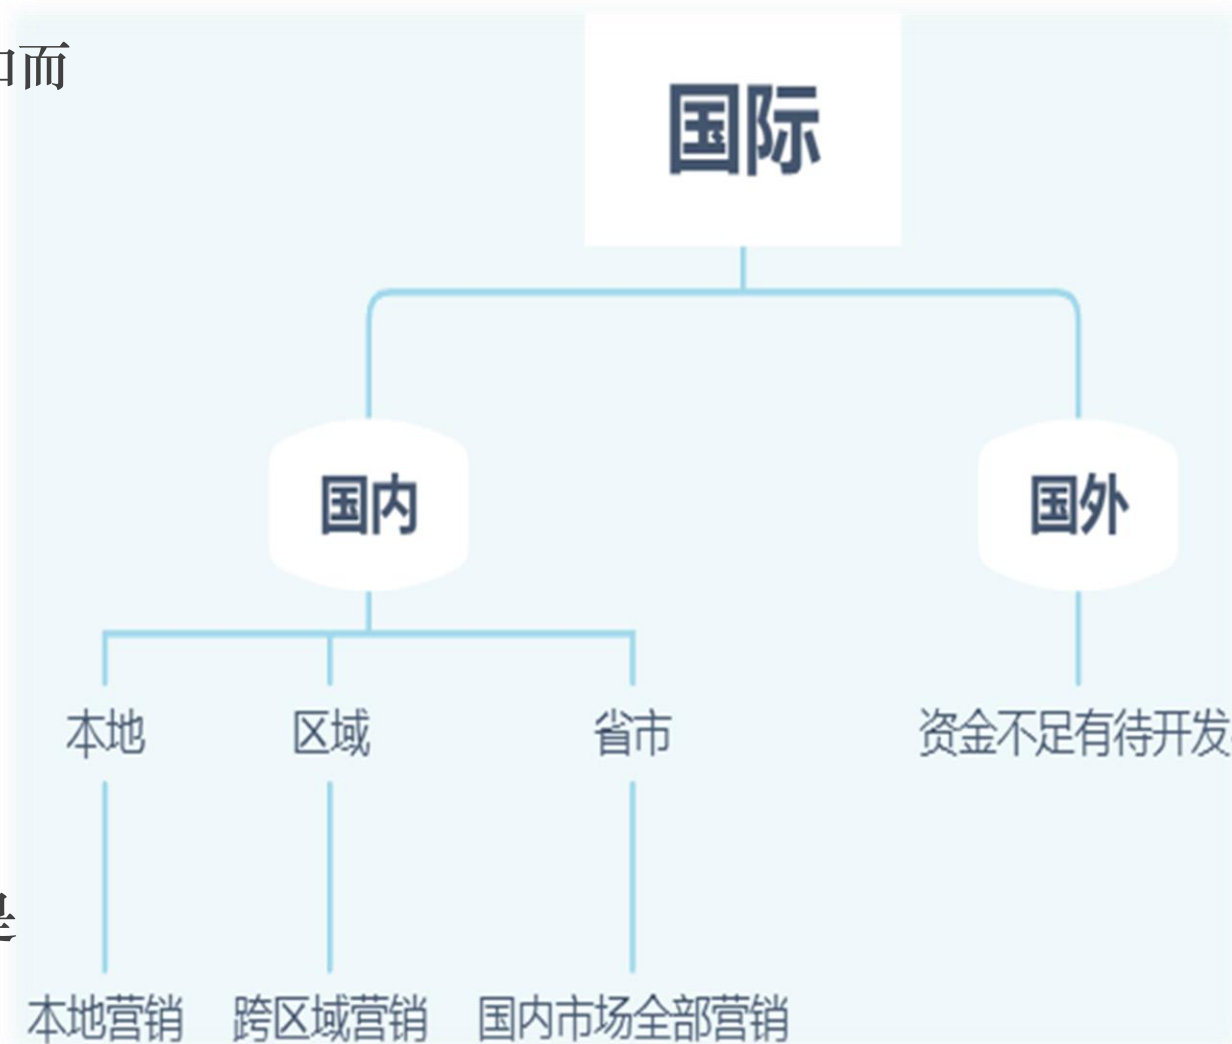 而
国际
国内
国外
本地
区域
省市
资金不足有待开发
本地营销
跨区域营销
国内市场全部营销